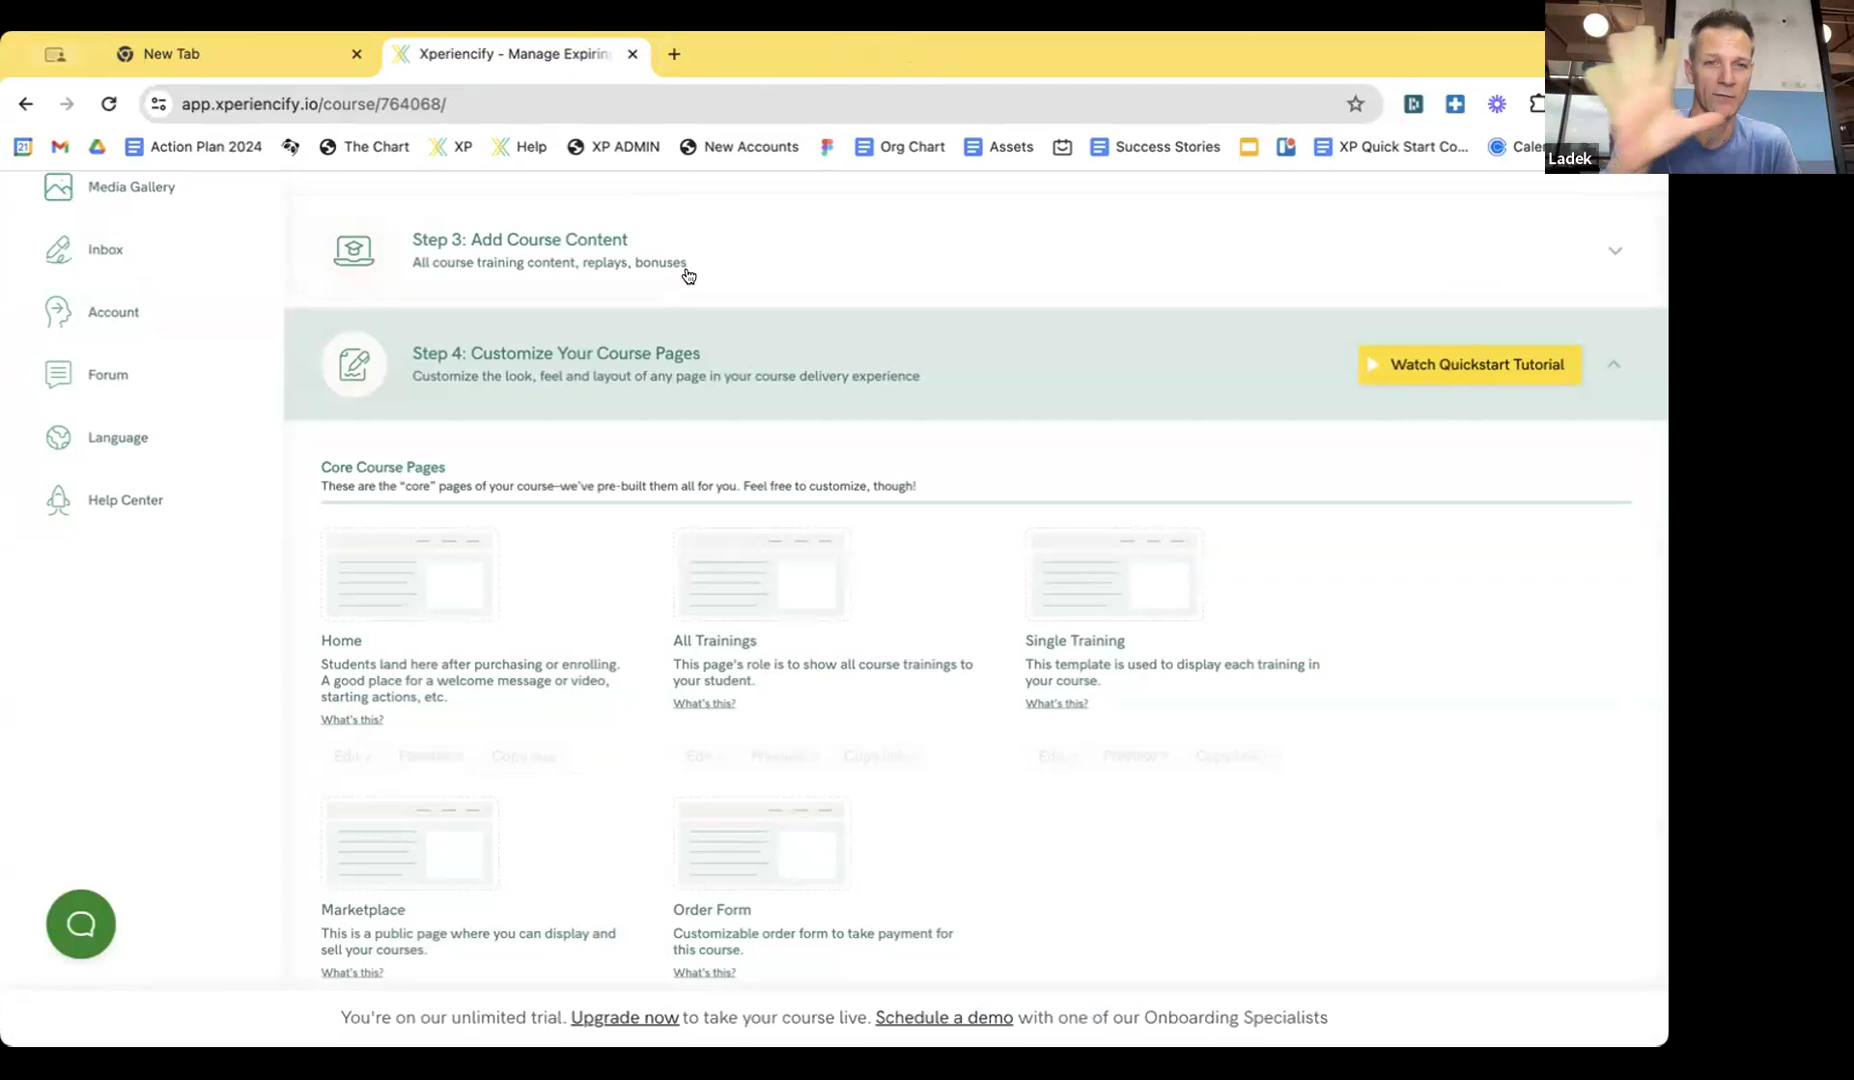 New Tab
Xperiencify - Manage Expirin
app.xperiencify.io/course/764068/
21
Action Plan 2024
The Chart
XP
Help
XP ADMIN
New Accounts
Org Chart
Assets
Success Stories
XP Quick Start Co...
Caler
Ladek
Media Gallery
Inbox
Account
Forum
Language
Help Center
Step 3: Add Course Content
All course training content, replays, bonuses
Step 4: Customize Your Course Pages
Customize the look, feel and layout of any page in your course delivery experience
Watch Quickstart Tutorial
Core Course Pages
These are the “core” pages of your course—we’ve pre-built them all for you. Feel free to customize, though!
Home
Students land here after purchasing or enrolling.
A good place for a welcome message or video,
starting actions, etc.
What's this?
All Trainings
This page's role is to show all course trainings to
your student.
What's this?
Single Training
This template is used to display each training in
your course.
What's this?
Edit
Preview
Marketplace
This is a public page where you can display and
sell your courses.
What's this?
Order Form
Customizable order form to take payment for
this course.
What's this?
You're on our unlimited trial. Upgrade now to take your course live. Schedule a demo with one of our Onboarding Specialists